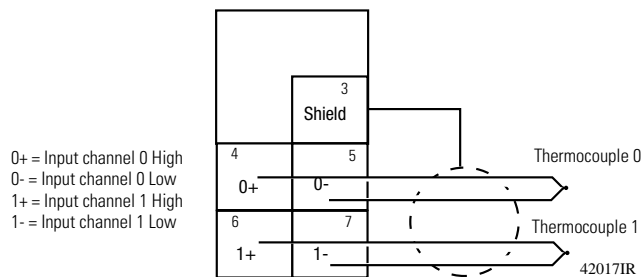 3
Shield
4
5
0+
0-
6
7
1+
1-
0+ = Input channel 0 High
0- = Input channel 0 Low
1+ = Input channel 1 High
1- = Input channel 1 Low
Thermocouple 0
Thermocouple 1
42017IR